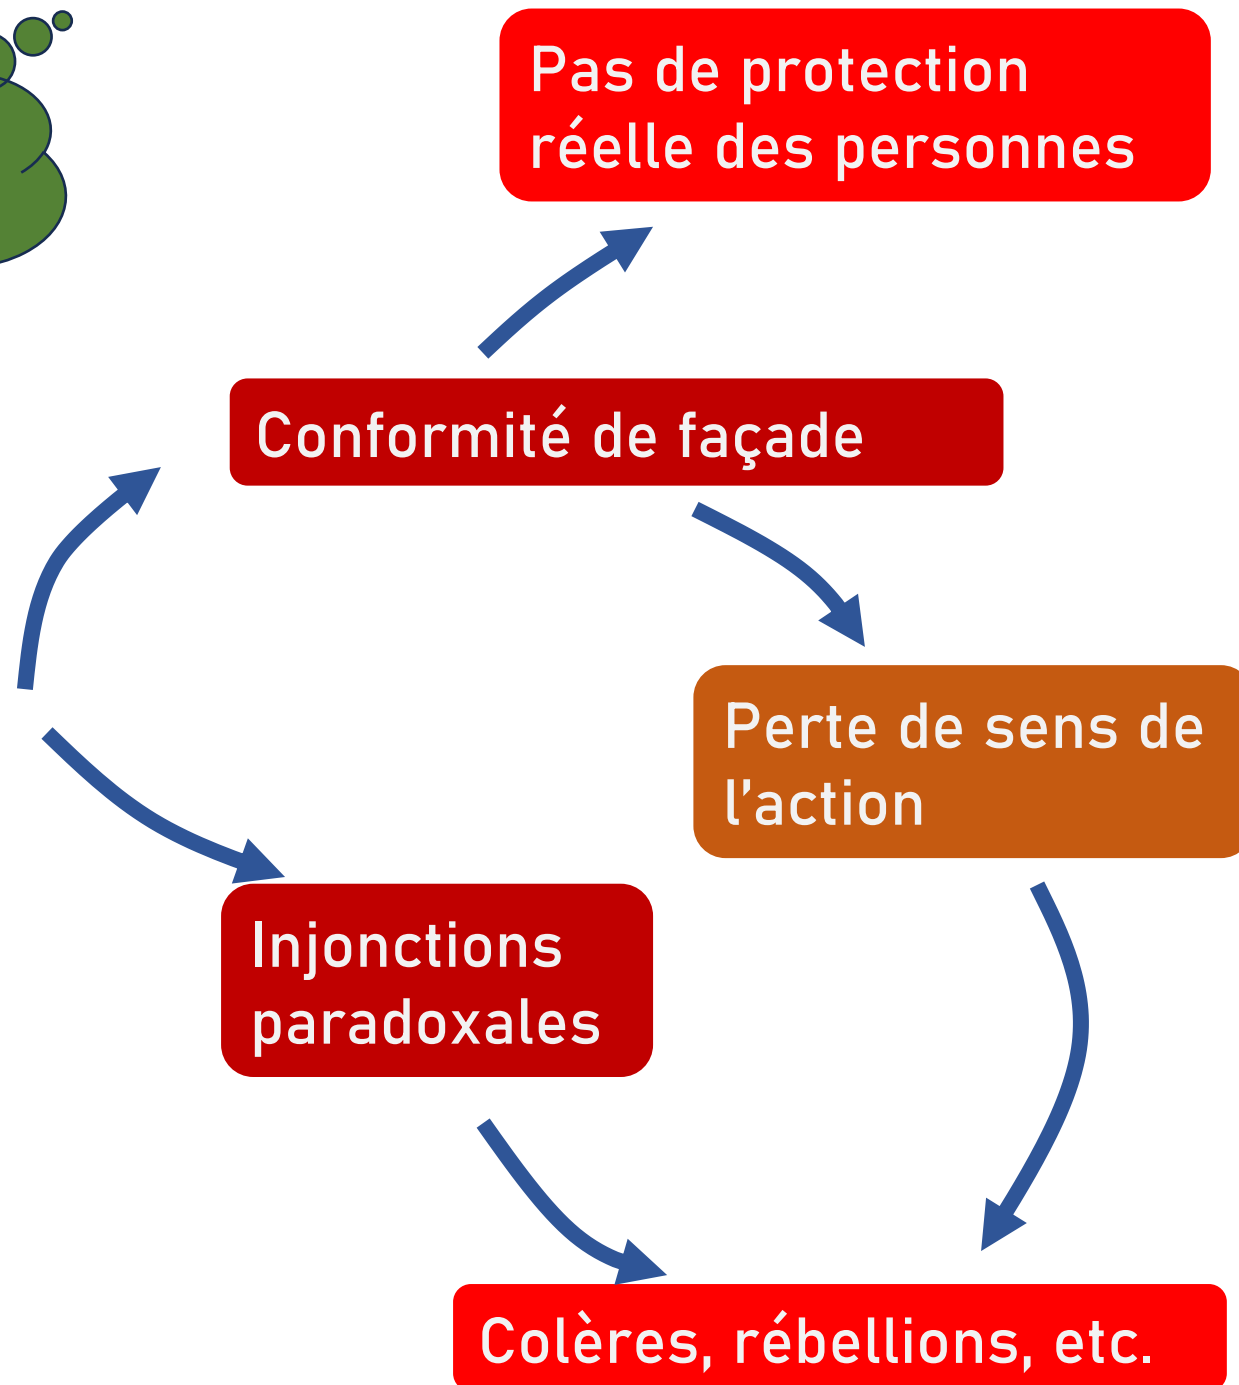 Pas de protection
réelle des personnes
Conformité de façade
Perte de sens de
l’action
Injonctions
paradoxales
Colères, rébellions, etc.